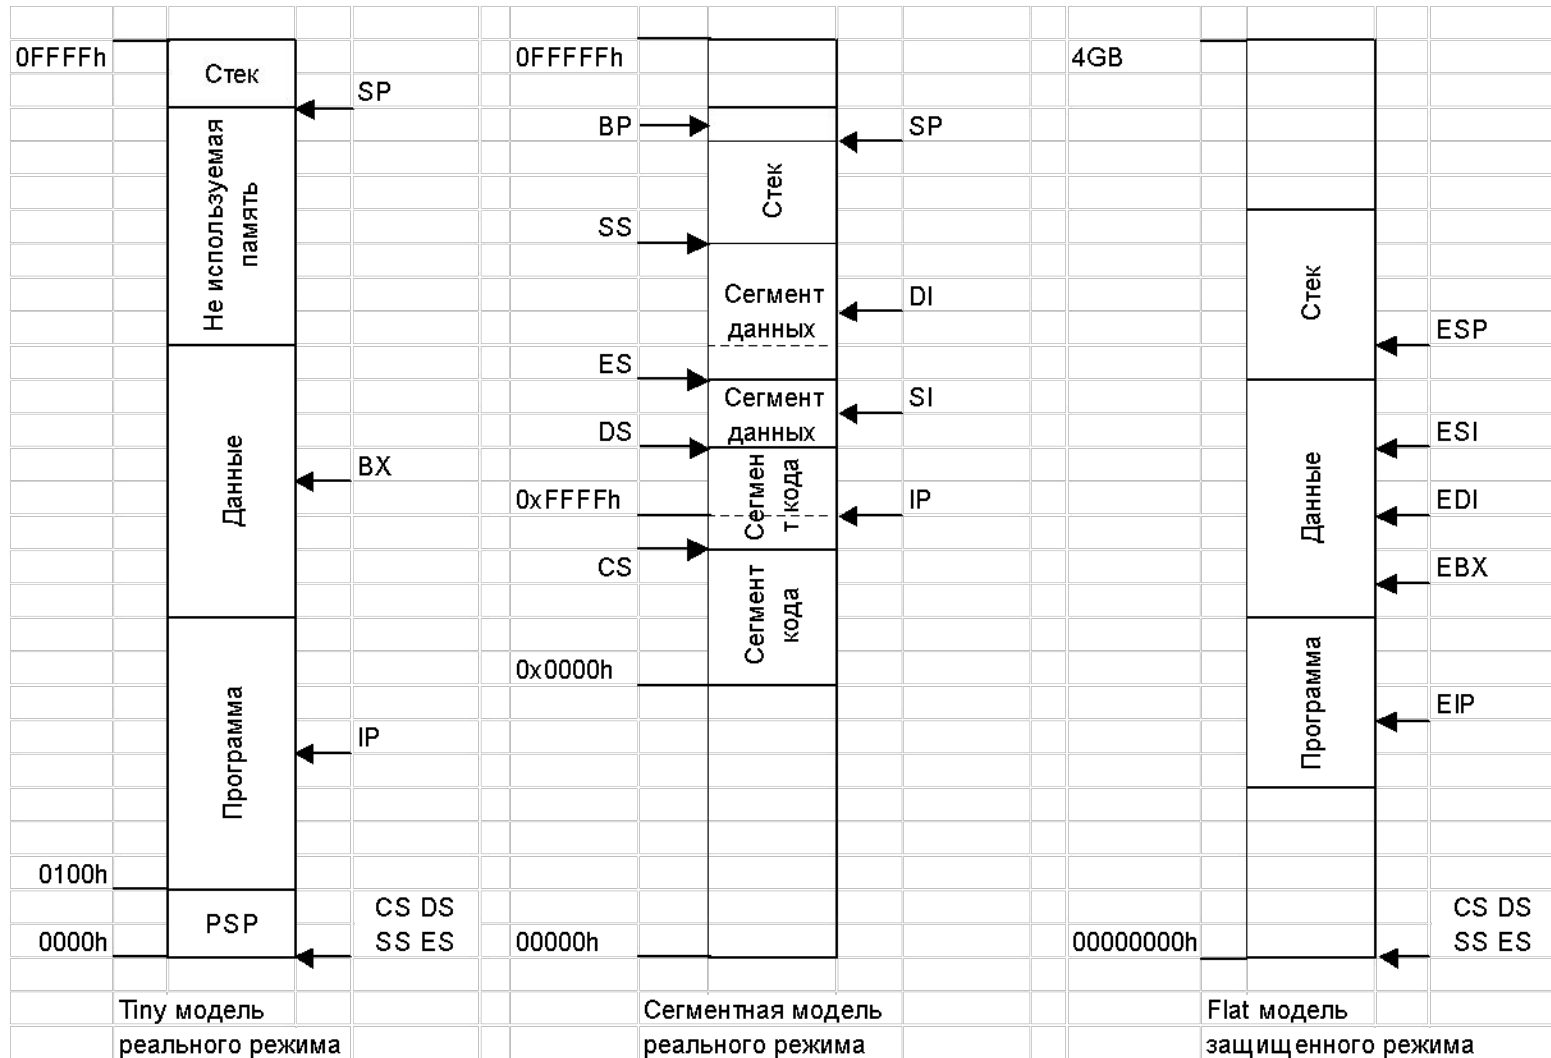 0FFFFh
Стек
SP
Не используемая
память
Данные
BX
Программа
IP
0100h
PSP
CS DS
0000h
SS ES
Tiny модель
реального режима
0FFFFFh
BP
SP
Стек
SS
Сегмент
данных
DI
ES
Сегмент
данных
SI
DS
Сегмен
т кода
0xFFFFh
IP
CS
Сегмент
кода
0x0000h
00000h
Сегментная модель
реального режима
4GB
Стек
ESP
Данные
ESI
EDI
EBX
Программа
EIP
CS DS
00000000h
SS ES
Flat модель
защищенного режима